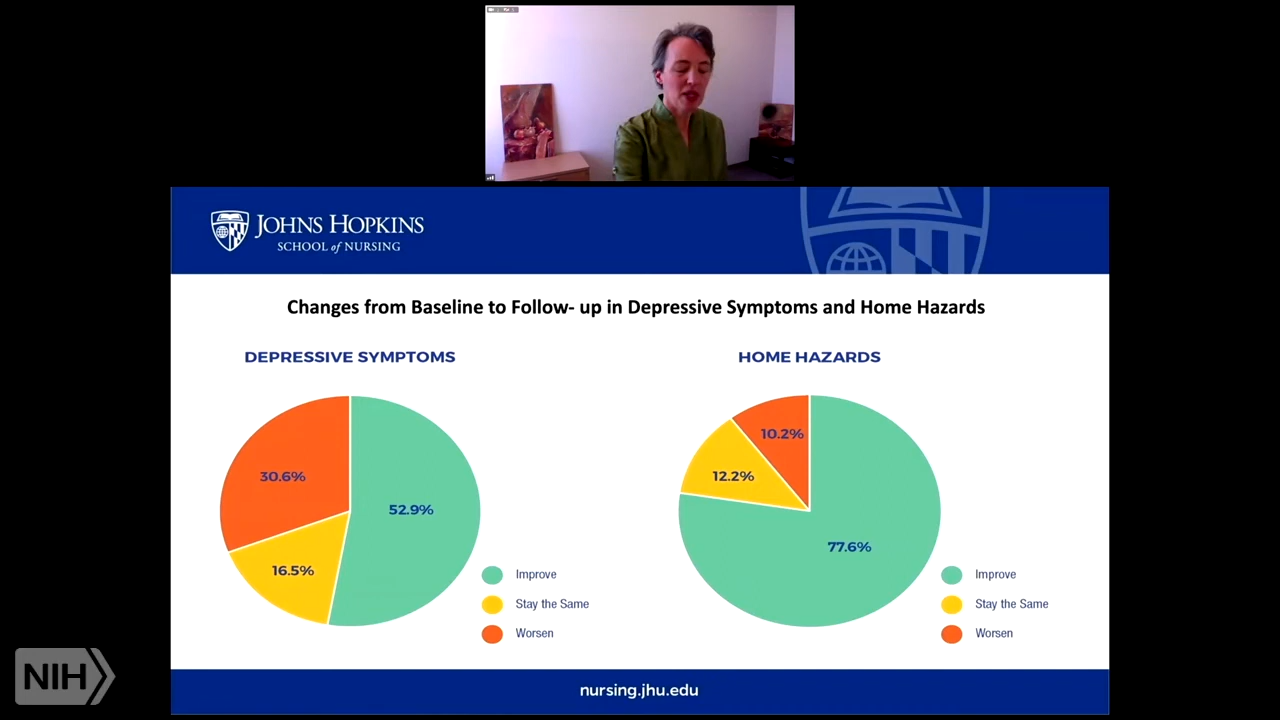 JOHNS HOPKINS
SCHOOL of NURSING
Changes from Baseline to Follow- up in Depressive Symptoms and Home Hazards
DEPRESSIVE SYMPTOMS
HOME HAZARDS
30.6%
52.9%
16.5%
Improve
Stay the Same
Worsen
10.2%
12.2%
77.6%
Improve
Stay the Same
Worsen
NIH
nursing.jhu.edu